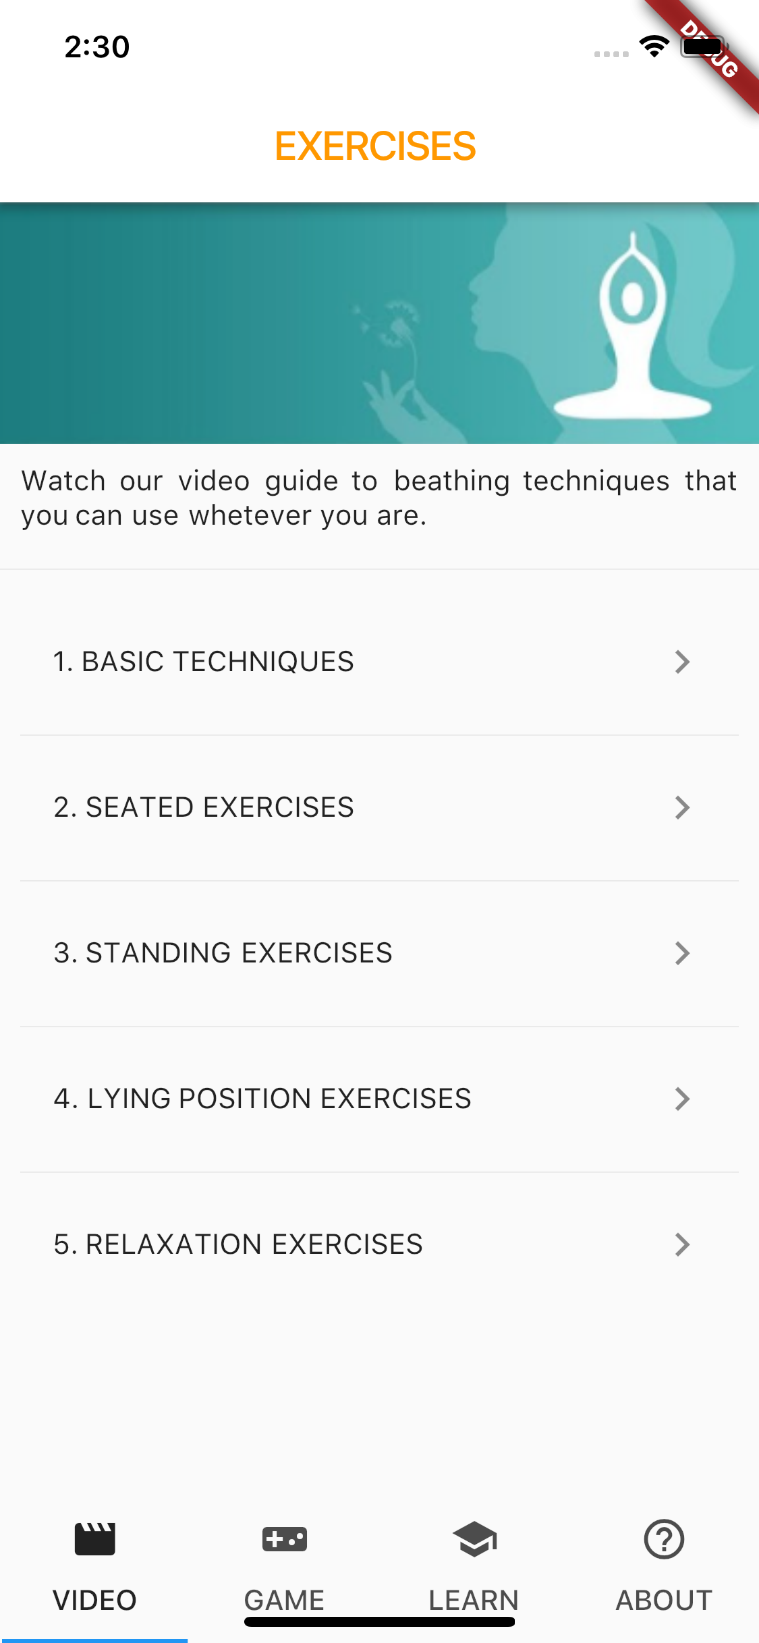 2:30
DEBUG
EXERCISES
Watch our video guide to beathing techniques that
you can use whetever you are.
1. BASIC TECHNIQUES
2. SEATED EXERCISES
3. STANDING EXERCISES
4. LYING POSITION EXERCISES
5. RELAXATION EXERCISES
VIDEO GAME LEARN ABOUT